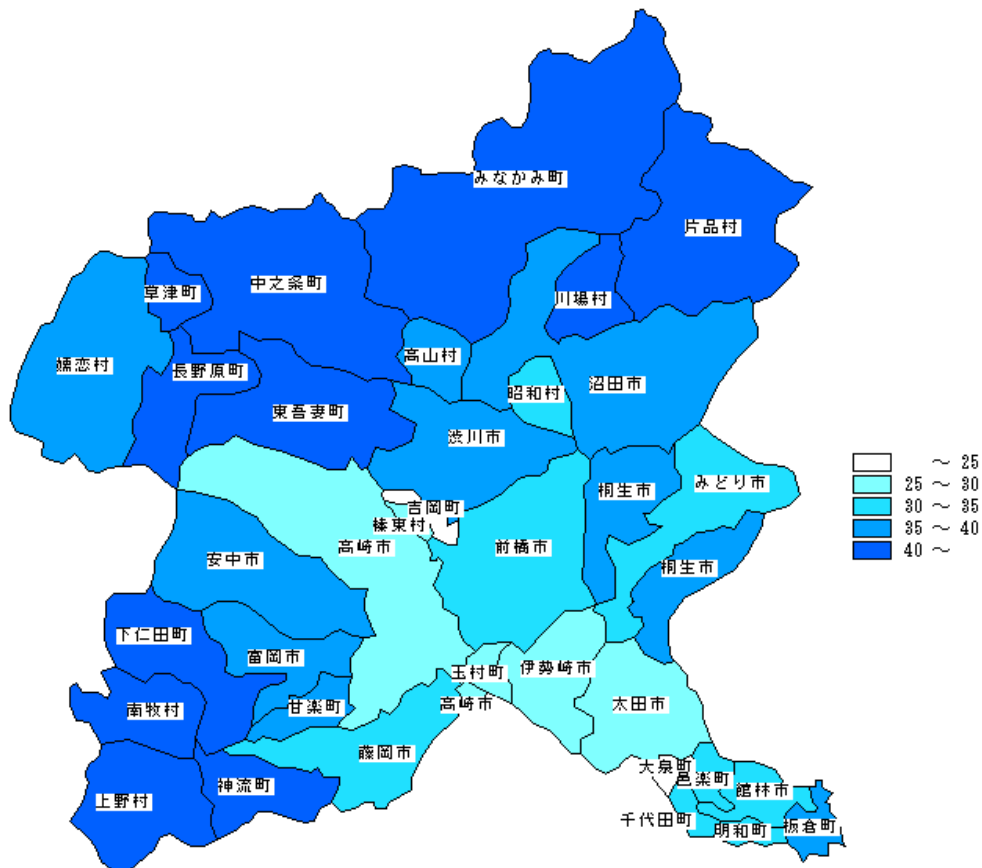 みなかみ町
片品村
中之条町
草津町
川場村
嬬恋村
高山村
長野原町
昭和村
沼田市
東吾妻町
渋川市
みどり市
桐生市
吉岡町
榛東村
高崎市
前橋市
安中市
桐生市
下仁田町
富岡市
玉村町
伊勢崎市
高崎市
太田市
甘楽町
南牧村
藤岡市
大泉町
邑楽町
館林市
神流町
上野村
千代田町
明和町
板倉町
～ 25
25 ～ 30
30 ～ 35
35 ～ 40
40 ～